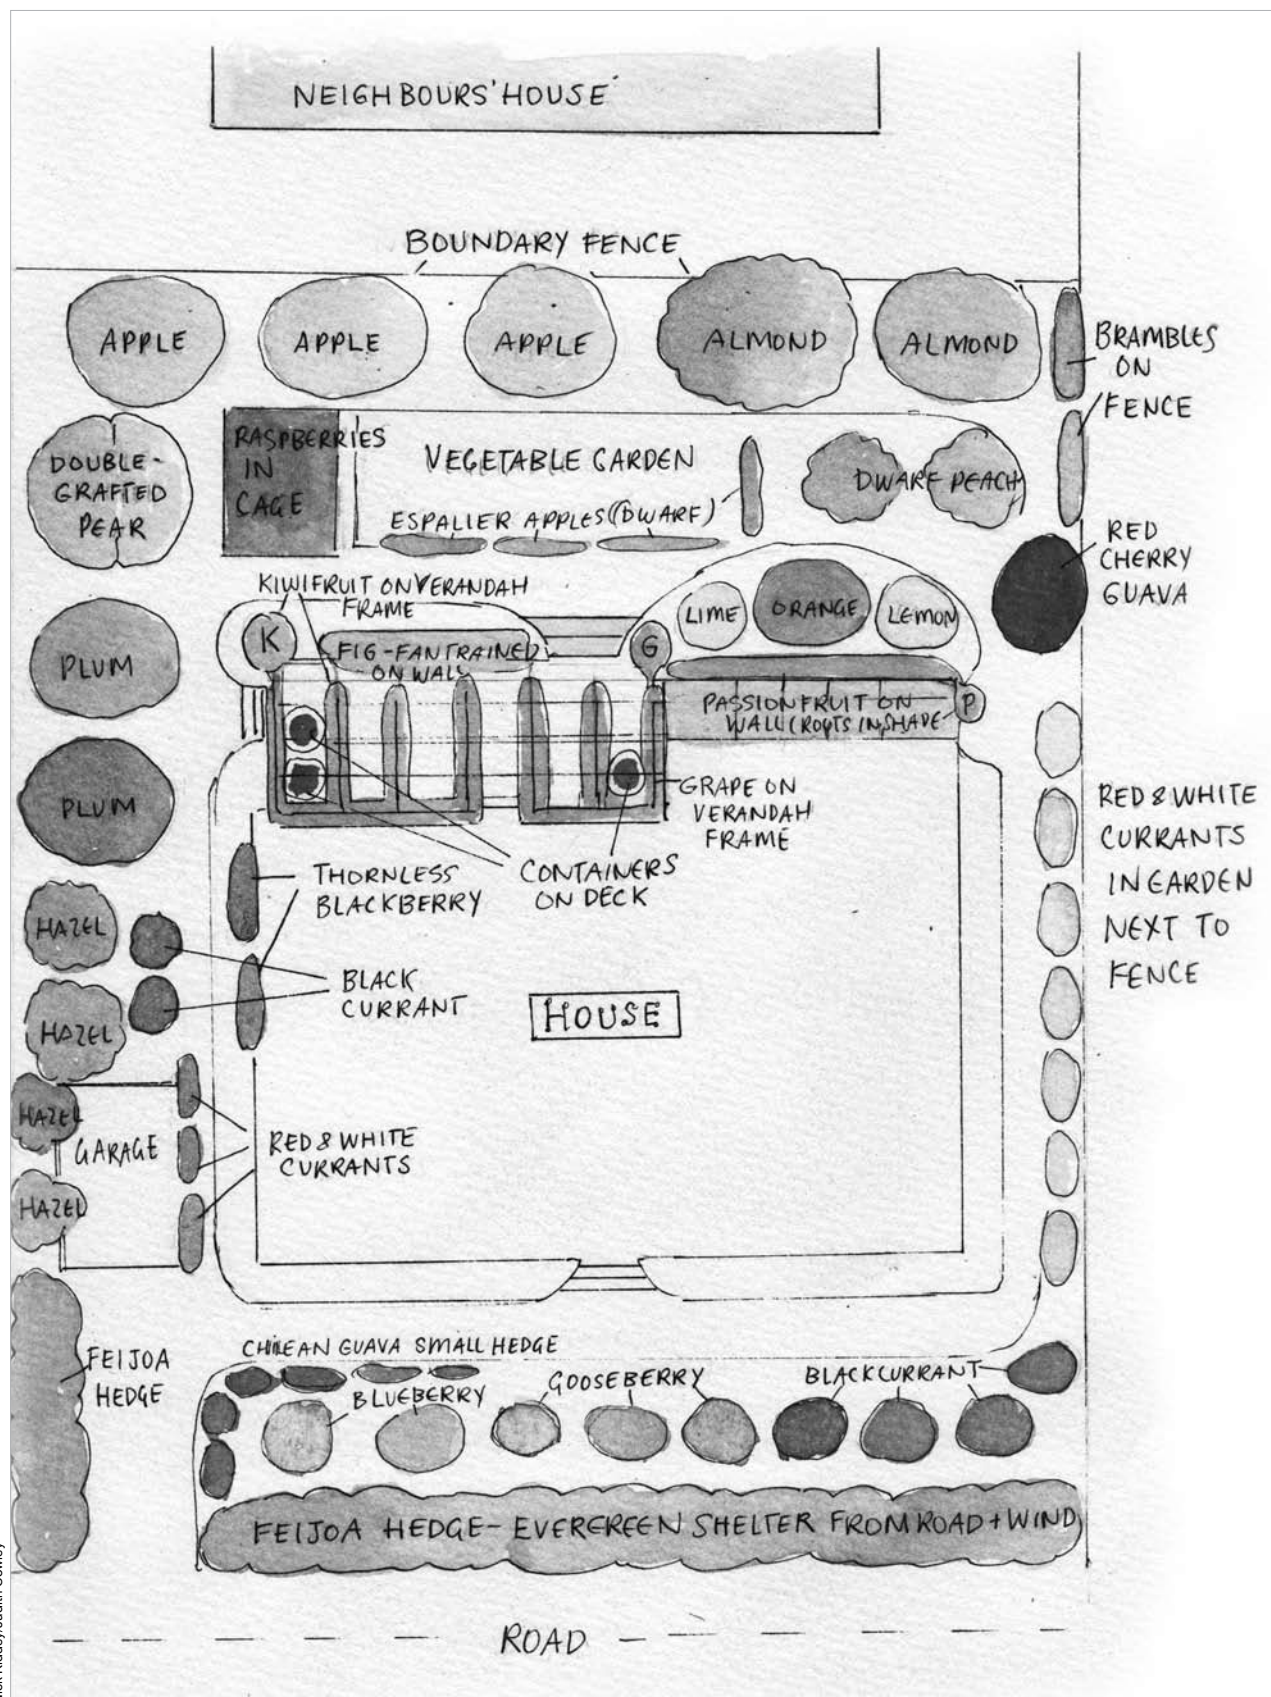 NEIGHBOURS' HOUSE
BOUNDARY FENCE
APPLE
APPLE
APPLE
ALMOND
ALMOND
BRAMBLES
ON
FENCE
DOUBLE-
GRAFTED
PEAR
RASPBERRIES
IN
CAGE
VEGETABLE GARDEN
ESPALIER APPLES (DWARF)
DWARF PEACH
RED
CHERRY
GUAVA
KIWIFRUIT ON VERANDAH
FRAME
K
FIG-FAN TRAINED
ON WALL
G
LIME
ORANGE
LEMON
PLUM
PASSIONFRUIT ON
WALL (ROOTS IN SHADE
P
PLUM
GRAPE ON
VERANDAH
FRAME
RED & WHITE
CURRANTS
IN GARDEN
NEXT TO
FENCE
THORNLESS
BLACKBERRY
CONTAINERS
ON DECK
HAZEL
BLACK
CURRANT
HAZEL
HOUSE
HAZEL
GARAGE
RED & WHITE
CURRANTS
HAZEL
FEIJOA
HEDGE
CHILEAN GUAVA SMALL HEDGE
BLUEBERRY
GOOSEBERRY
BLACKCURRANT
FEIJOA HEDGE - EVERGREEN SHELTER FROM ROAD + WIND
ROAD